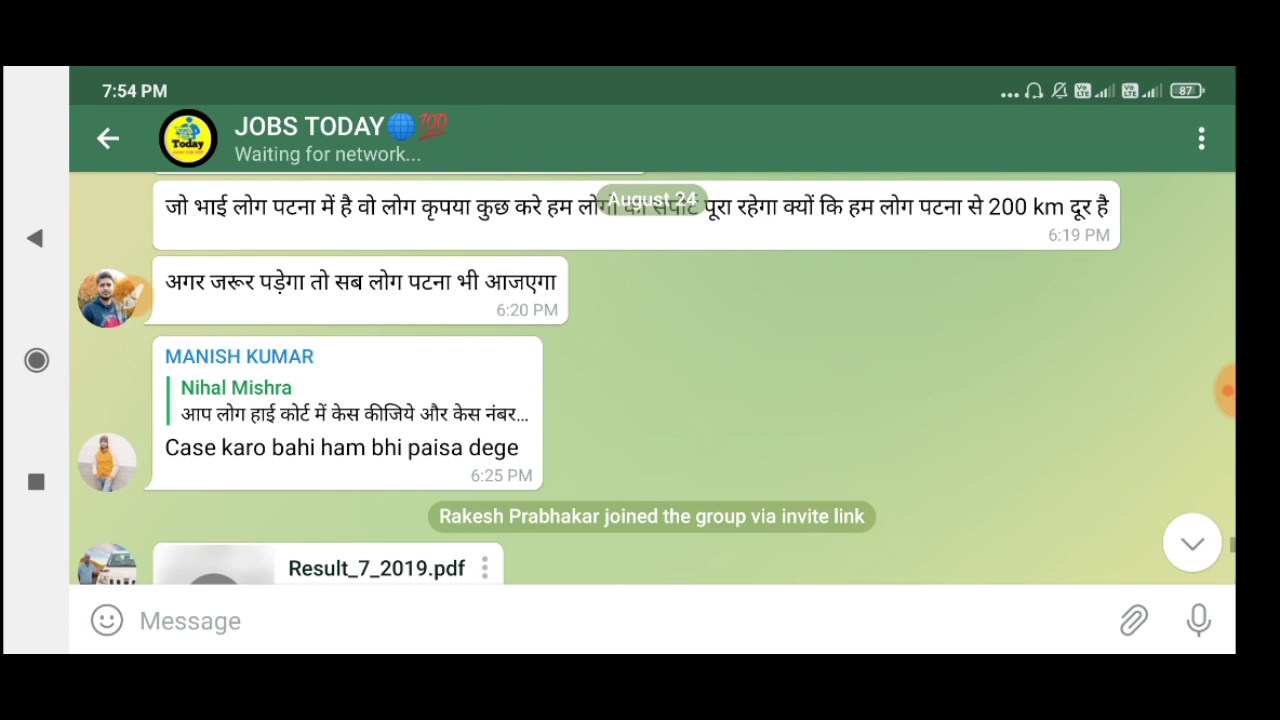 7:54 PM
87
Today
JOBS TODAY🌐💯
Waiting for network...
August 24
जो भाई लोग पटना में है वो लोग कृपया कुछ करे हम लोगों का सपोर्ट पूरा रहेगा क्यों कि हम लोग पटना से 200 km दूर है
6:19 PM
अगर जरूर पड़ेगा तो सब लोग पटना भी आजएगा
6:20 PM
MANISH KUMAR
Nihal Mishra
आप लोग हाई कोर्ट में केस कीजिये और केस नंबर...
Case karo bahi ham bhi paisa dege
6:25 PM
Rakesh Prabhakar joined the group via invite link
Result_7_2019.pdf
Message